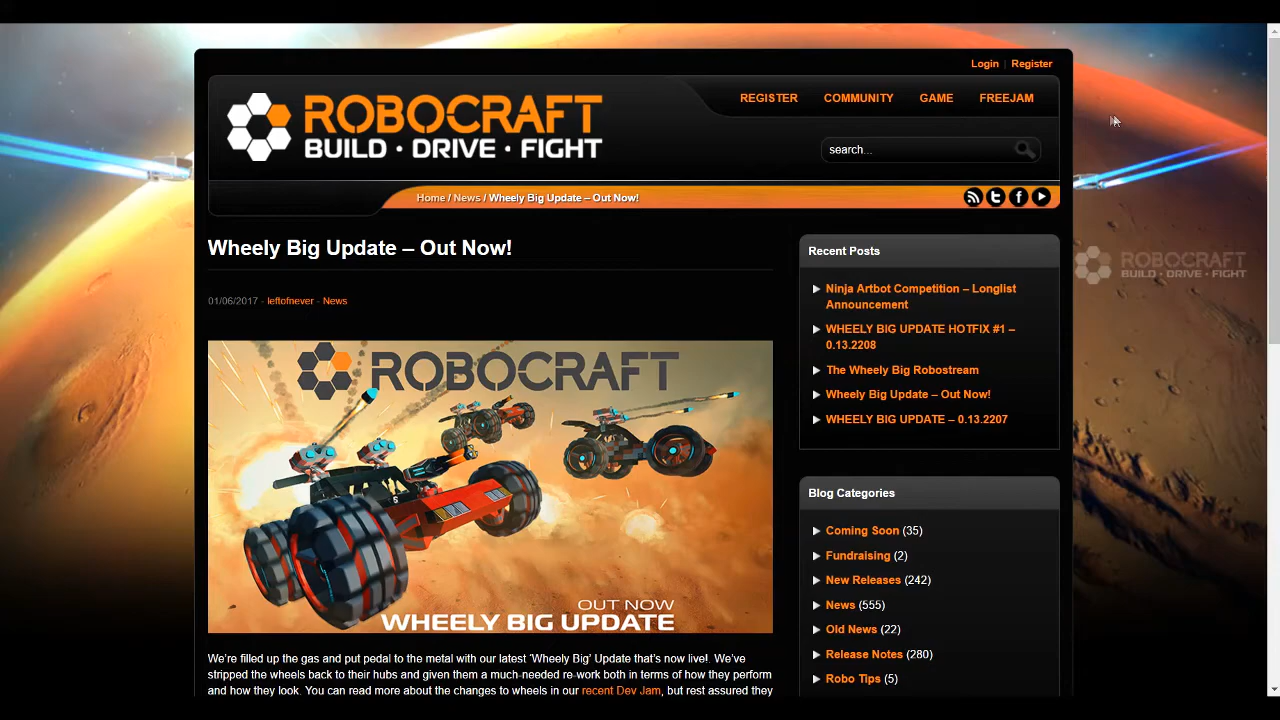 Login | Register
REGISTER COMMUNITY GAME FREEJAM
ROBOCRAFT
BUILD · DRIVE · FIGHT
search...
Home / News / Wheely Big Update – Out Now!
Wheely Big Update – Out Now!
01/06/2017 - leftofnever - News
ROBOCRAFT
OUT NOW
WHEELY BIG UPDATE
We're filled up the gas and put pedal to the metal with our latest 'Wheely Big' Update that's now live!. We've
stripped the wheels back to their hubs and given them a much-needed re-work both in terms of how they perform
and how they look. You can read more about the changes to wheels in our recent Dev Jam, but rest assured they
Recent Posts
Ninja Artbot Competition – Longlist
Announcement
WHEELY BIG UPDATE HOTFIX #1 –
0.13.2208
The Wheely Big Robostream
Wheely Big Update – Out Now!
WHEELY BIG UPDATE – 0.13.2207
Blog Categories
Coming Soon (35)
Fundraising (2)
New Releases (242)
News (555)
Old News (22)
Release Notes (280)
Robo Tips (5)
ROBOCRAFT
BUILD · DRIVE · FIGHT